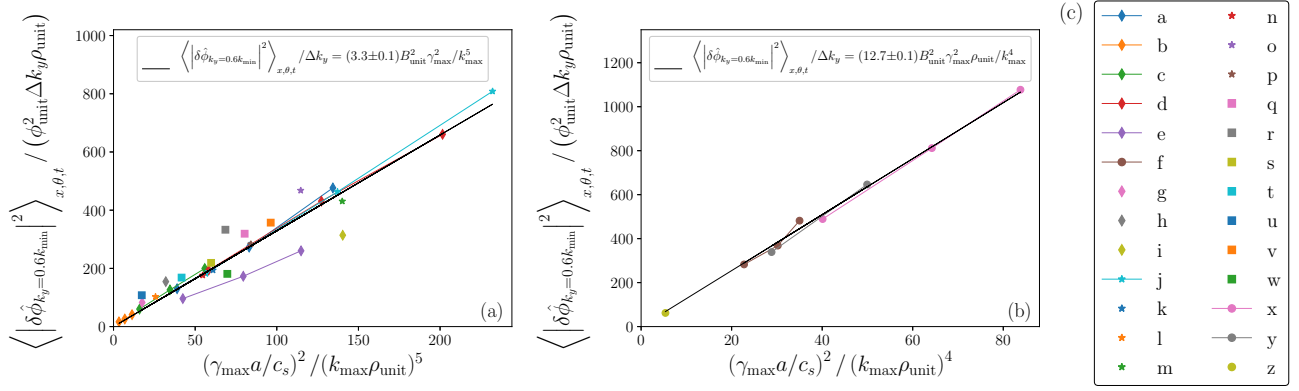 ⟨|δφ̂_{k_y=0.6k_min}|²⟩_{x,θ,t} / (φ²_unit Δk_y ρ_unit)
1000
800
600
400
200
0
⟨|δφ̂_{k_y=0.6k_min}|²⟩_{x,θ,t} /Δk_y = (3.3±0.1)B²_unit γ²_max/k⁵_max
(a)
0 50 100 150 200
(γ_max a/c_s)² / (k_max ρ_unit)⁵
⟨|δφ̂_{k_y=0.6k_min}|²⟩_{x,θ,t} / (φ²_unit Δk_y ρ_unit)
1200
1000
800
600
400
200
0
⟨|δφ̂_{k_y=0.6k_min}|²⟩_{x,θ,t} /Δk_y = (12.7±0.1)B²_unit γ²_max ρ_unit/k⁴_max
(b)
0 20 40 60 80
(γ_max a/c_s)² / (k_max ρ_unit)⁴
(c)
a
b
c
d
e
f
g
h
i
j
k
l
m
n
o
p
q
r
s
t
u
v
w
x
y
z